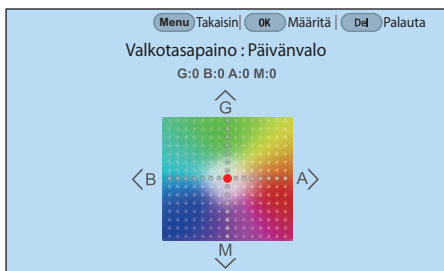 Menu Takaisin| OK Määritä | Del Palauta
Valkotasapaino : Päivänvalo
G:0 B:0 A:0 M:0
G
B A
M